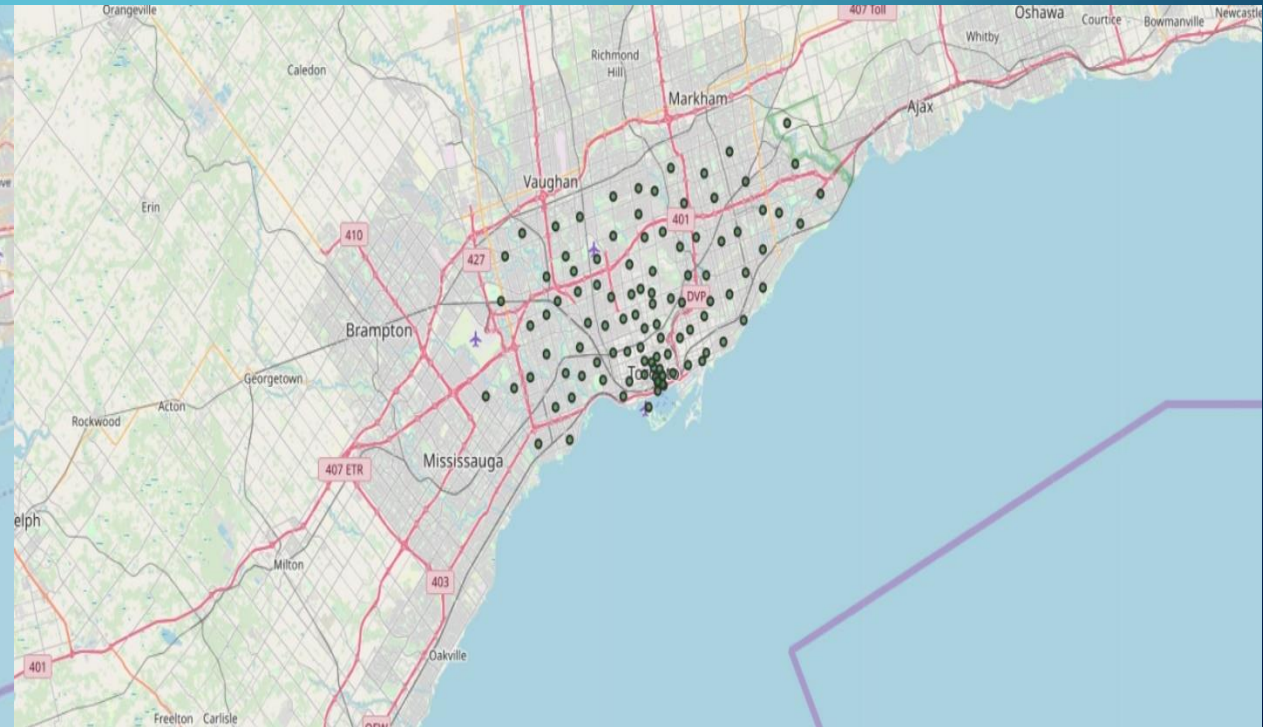 Orangeville
407 Toll
Oshawa
Courtice
Bowmanville
Newcastle
Whitby
Richmond
Hill
Caledon
Markham
Ajax
Vaughan
Erin
401
410
427
DVP
Brampton
Toronto
Georgetown
Acton
Rockwood
Mississauga
407 ETR
elph
Milton
403
Oakville
401
Freelton
Carlisle